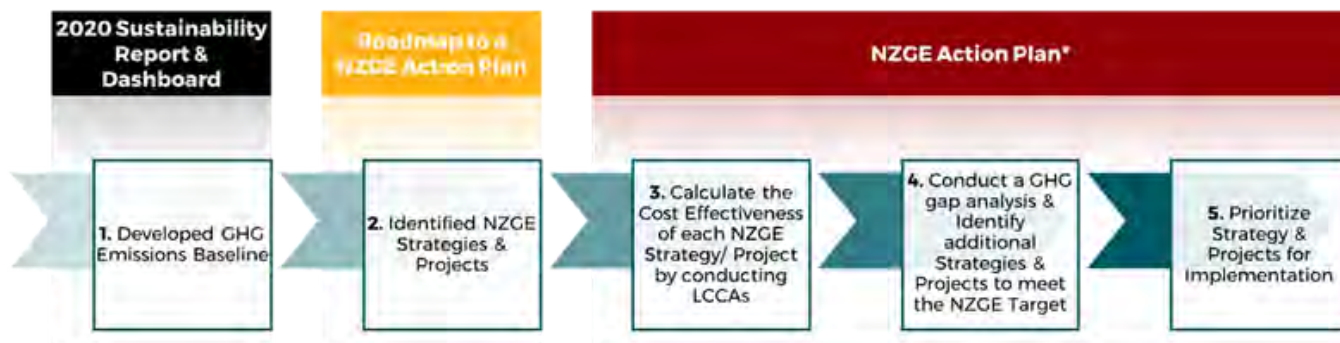 2020 Sustainability
Report &
Dashboard
Roadmap to a
NZGE Action Plan
NZGE Action Plan*
1. Developed GHG
Emissions Baseline
2. Identified NZGE
Strategies &
Projects
3. Calculate the
Cost Effectiveness
of each NZGE
Strategy/ Project
by conducting
LCCAs
4. Conduct a GHG
gap analysis &
Identify
additional
Strategies &
Projects to meet
the NZGE Target
5. Prioritize
Strategy &
Projects for
Implementation